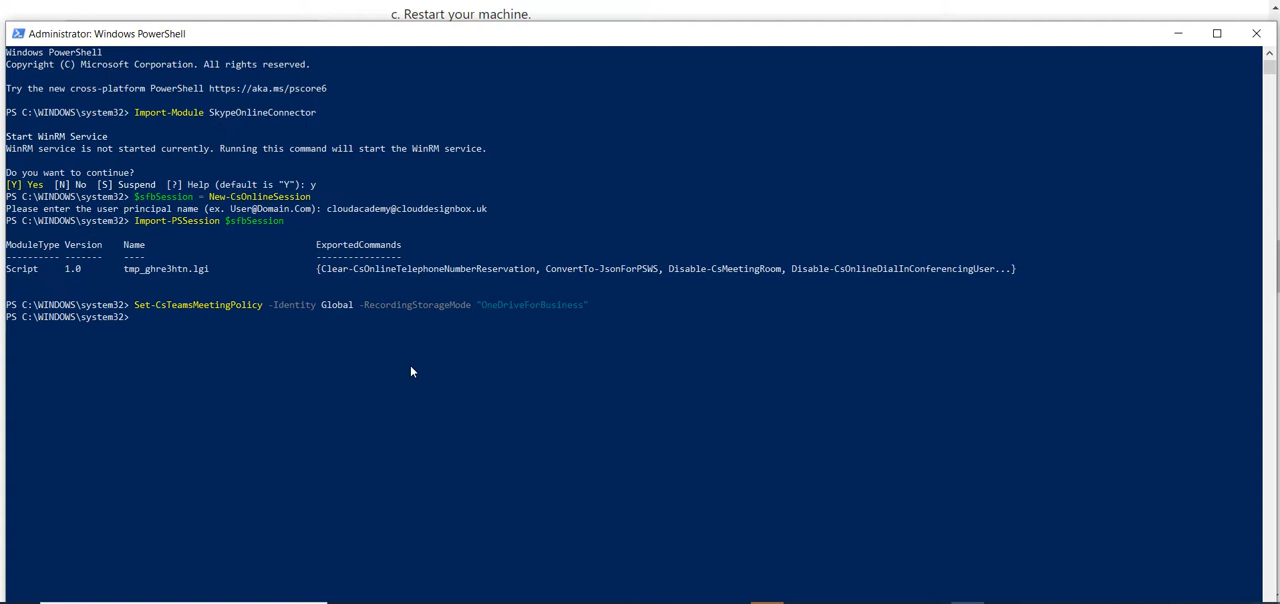 c. Restart your machine.
Administrator: Windows PowerShell
Windows PowerShell
Copyright (C) Microsoft Corporation. All rights reserved.
Try the new cross-platform PowerShell https://aka.ms/pscore6
PS C:\WINDOWS\system32> Import-Module SkypeOnlineConnector
Start WinRM Service
WinRM service is not started currently. Running this command will start the WinRM service.
Do you want to continue?
[Y] Yes  [N] No  [S] Suspend  [?] Help (default is "Y"): y
PS C:\WINDOWS\system32> $sfbSession = New-CsOnlineSession
Please enter the user principal name (ex. User@Domain.Com): cloudacademy@clouddesignbox.uk
PS C:\WINDOWS\system32> Import-PSSession $sfbSession
ModuleType Version    Name                                ExportedCommands
---------- -------    ----                                ----------------
Script     1.0        tmp_ghre3htn.lgi                    {Clear-CsOnlineTelephoneNumberReservation, ConvertTo-JsonForPSWS, Disable-CsMeetingRoom, Disable-CsOnlineDialInConferencingUser...}
PS C:\WINDOWS\system32> Set-CsTeamsMeetingPolicy -Identity Global -RecordingStorageMode "OneDriveForBusiness"
PS C:\WINDOWS\system32>